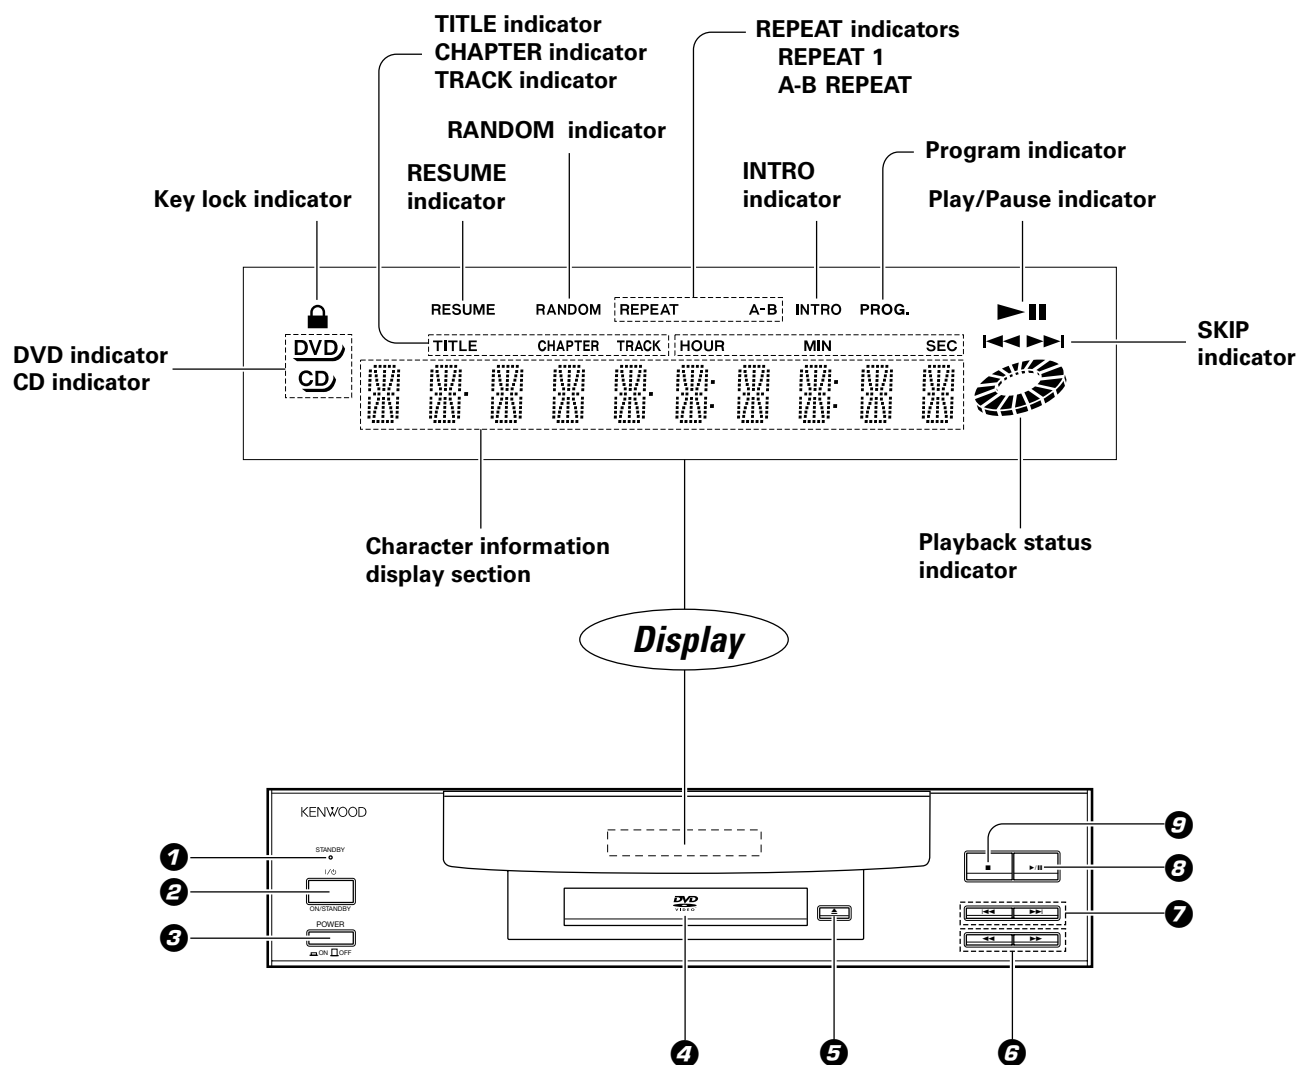 TITLE indicator
CHAPTER indicator
TRACK indicator
REPEAT indicators
REPEAT 1
A-B REPEAT
RANDOM indicator
Program indicator
RESUME
indicator
INTRO
indicator
Key lock indicator
Play/Pause indicator
RESUME RANDOM REPEAT A-B INTRO PROG.
DVD
TITLE CHAPTER TRACK HOUR MIN SEC
CD
DVD indicator
CD indicator
SKIP
indicator
Character information
display section
Playback status
indicator
Display
KENWOOD
STANDBY
I/⏻
ON/STANDBY
POWER
ON OFF
DVD
VIDEO
1
2
3
4
5
6
7
8
9